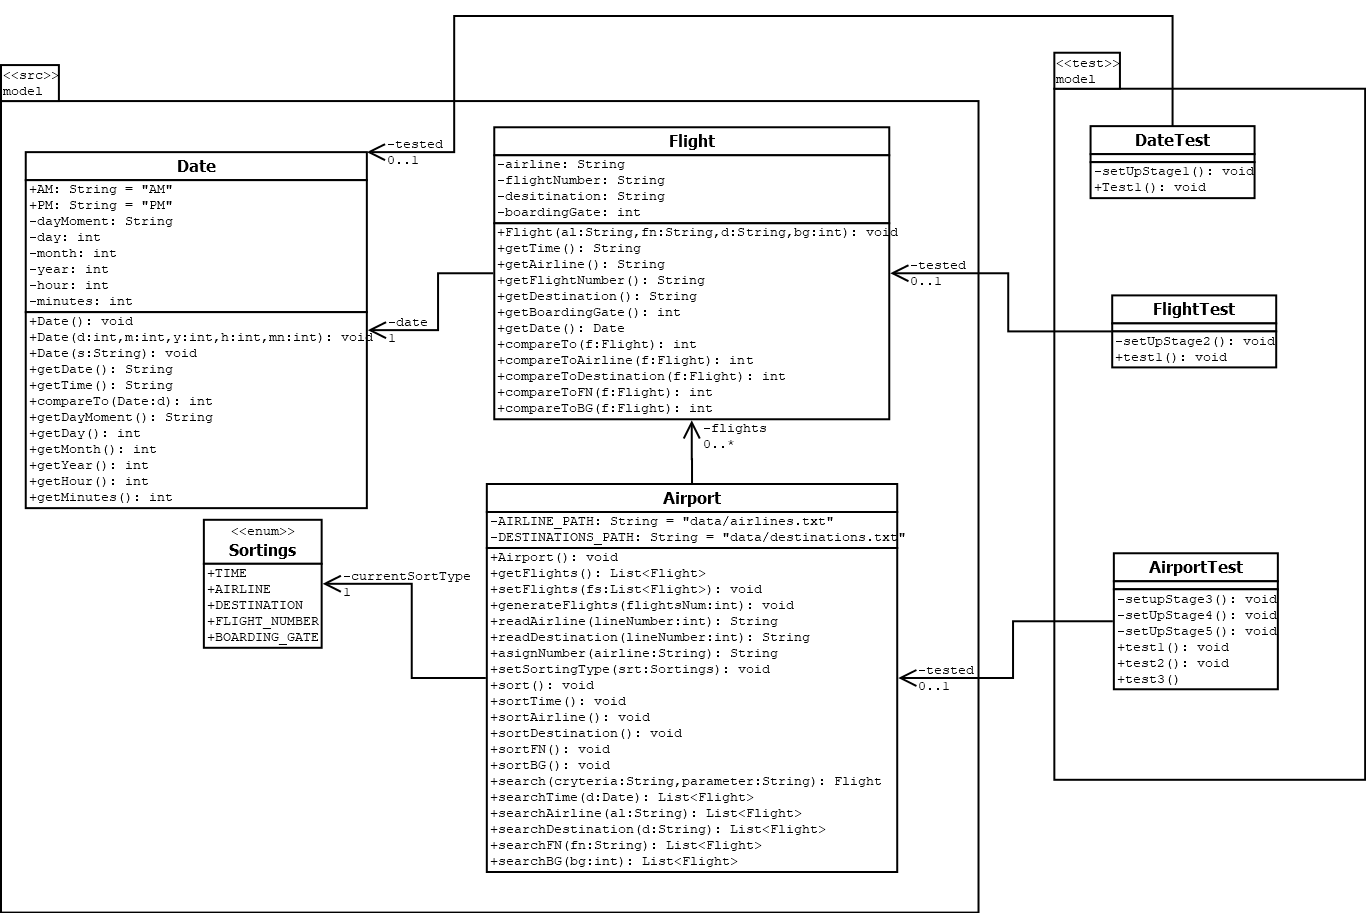 <<src>>
model
Date
+AM: String = "AM"
+PM: String = "PM"
-dayMoment: String
-day: int
-month: int
-year: int
-hour: int
-minutes: int
+Date(): void
+Date(d:int,m:int,y:int,h:int,mn:int): void
+Date(s:String): void
+getDate(): String
+getTime(): String
+compareTo(Date:d): int
+getDayMoment(): String
+getDay(): int
+getMonth(): int
+getYear(): int
+getHour(): int
+getMinutes(): int
-tested
0..1
Flight
-airline: String
-flightNumber: String
-desitination: String
-boardingGate: int
+Flight(al:String,fn:String,d:String,bg:int): void
+getTime(): String
+getAirline(): String
+getFlightNumber(): String
+getDestination(): String
+getBoardingGate(): int
+getDate(): Date
+compareTo(f:Flight): int
+compareToAirline(f:Flight): int
+compareToDestination(f:Flight): int
+compareToFN(f:Flight): int
+compareToBG(f:Flight): int
-date
1
-tested
0..1
-flights
0..*
<<enum>>
Sortings
+TIME
+AIRLINE
+DESTINATION
+FLIGHT_NUMBER
+BOARDING_GATE
-currentSortType
1
Airport
-AIRLINE_PATH: String = "data/airlines.txt"
-DESTINATIONS_PATH: String = "data/destinations.txt"
+Airport(): void
+getFlights(): List<Flight>
+setFlights(fs:List<Flight>): void
+generateFlights(flightsNum:int): void
+readAirline(lineNumber:int): String
+readDestination(lineNumber:int): String
+asignNumber(airline:String): String
+setSortingType(srt:Sortings): void
+sort(): void
+sortTime(): void
+sortAirline(): void
+sortDestination(): void
+sortFN(): void
+sortBG(): void
+search(cryteria:String,parameter:String): Flight
+searchTime(d:Date): List<Flight>
+searchAirline(al:String): List<Flight>
+searchDestination(d:String): List<Flight>
+searchFN(fn:String): List<Flight>
+searchBG(bg:int): List<Flight>
-tested
0..1
<<test>>
model
DateTest
-setUpStage1(): void
+Test1(): void
FlightTest
-setUpStage2(): void
+test1(): void
AirportTest
-setupStage3(): void
-setUpStage4(): void
-setUpStage5(): void
+test1(): void
+test2(): void
+test3()